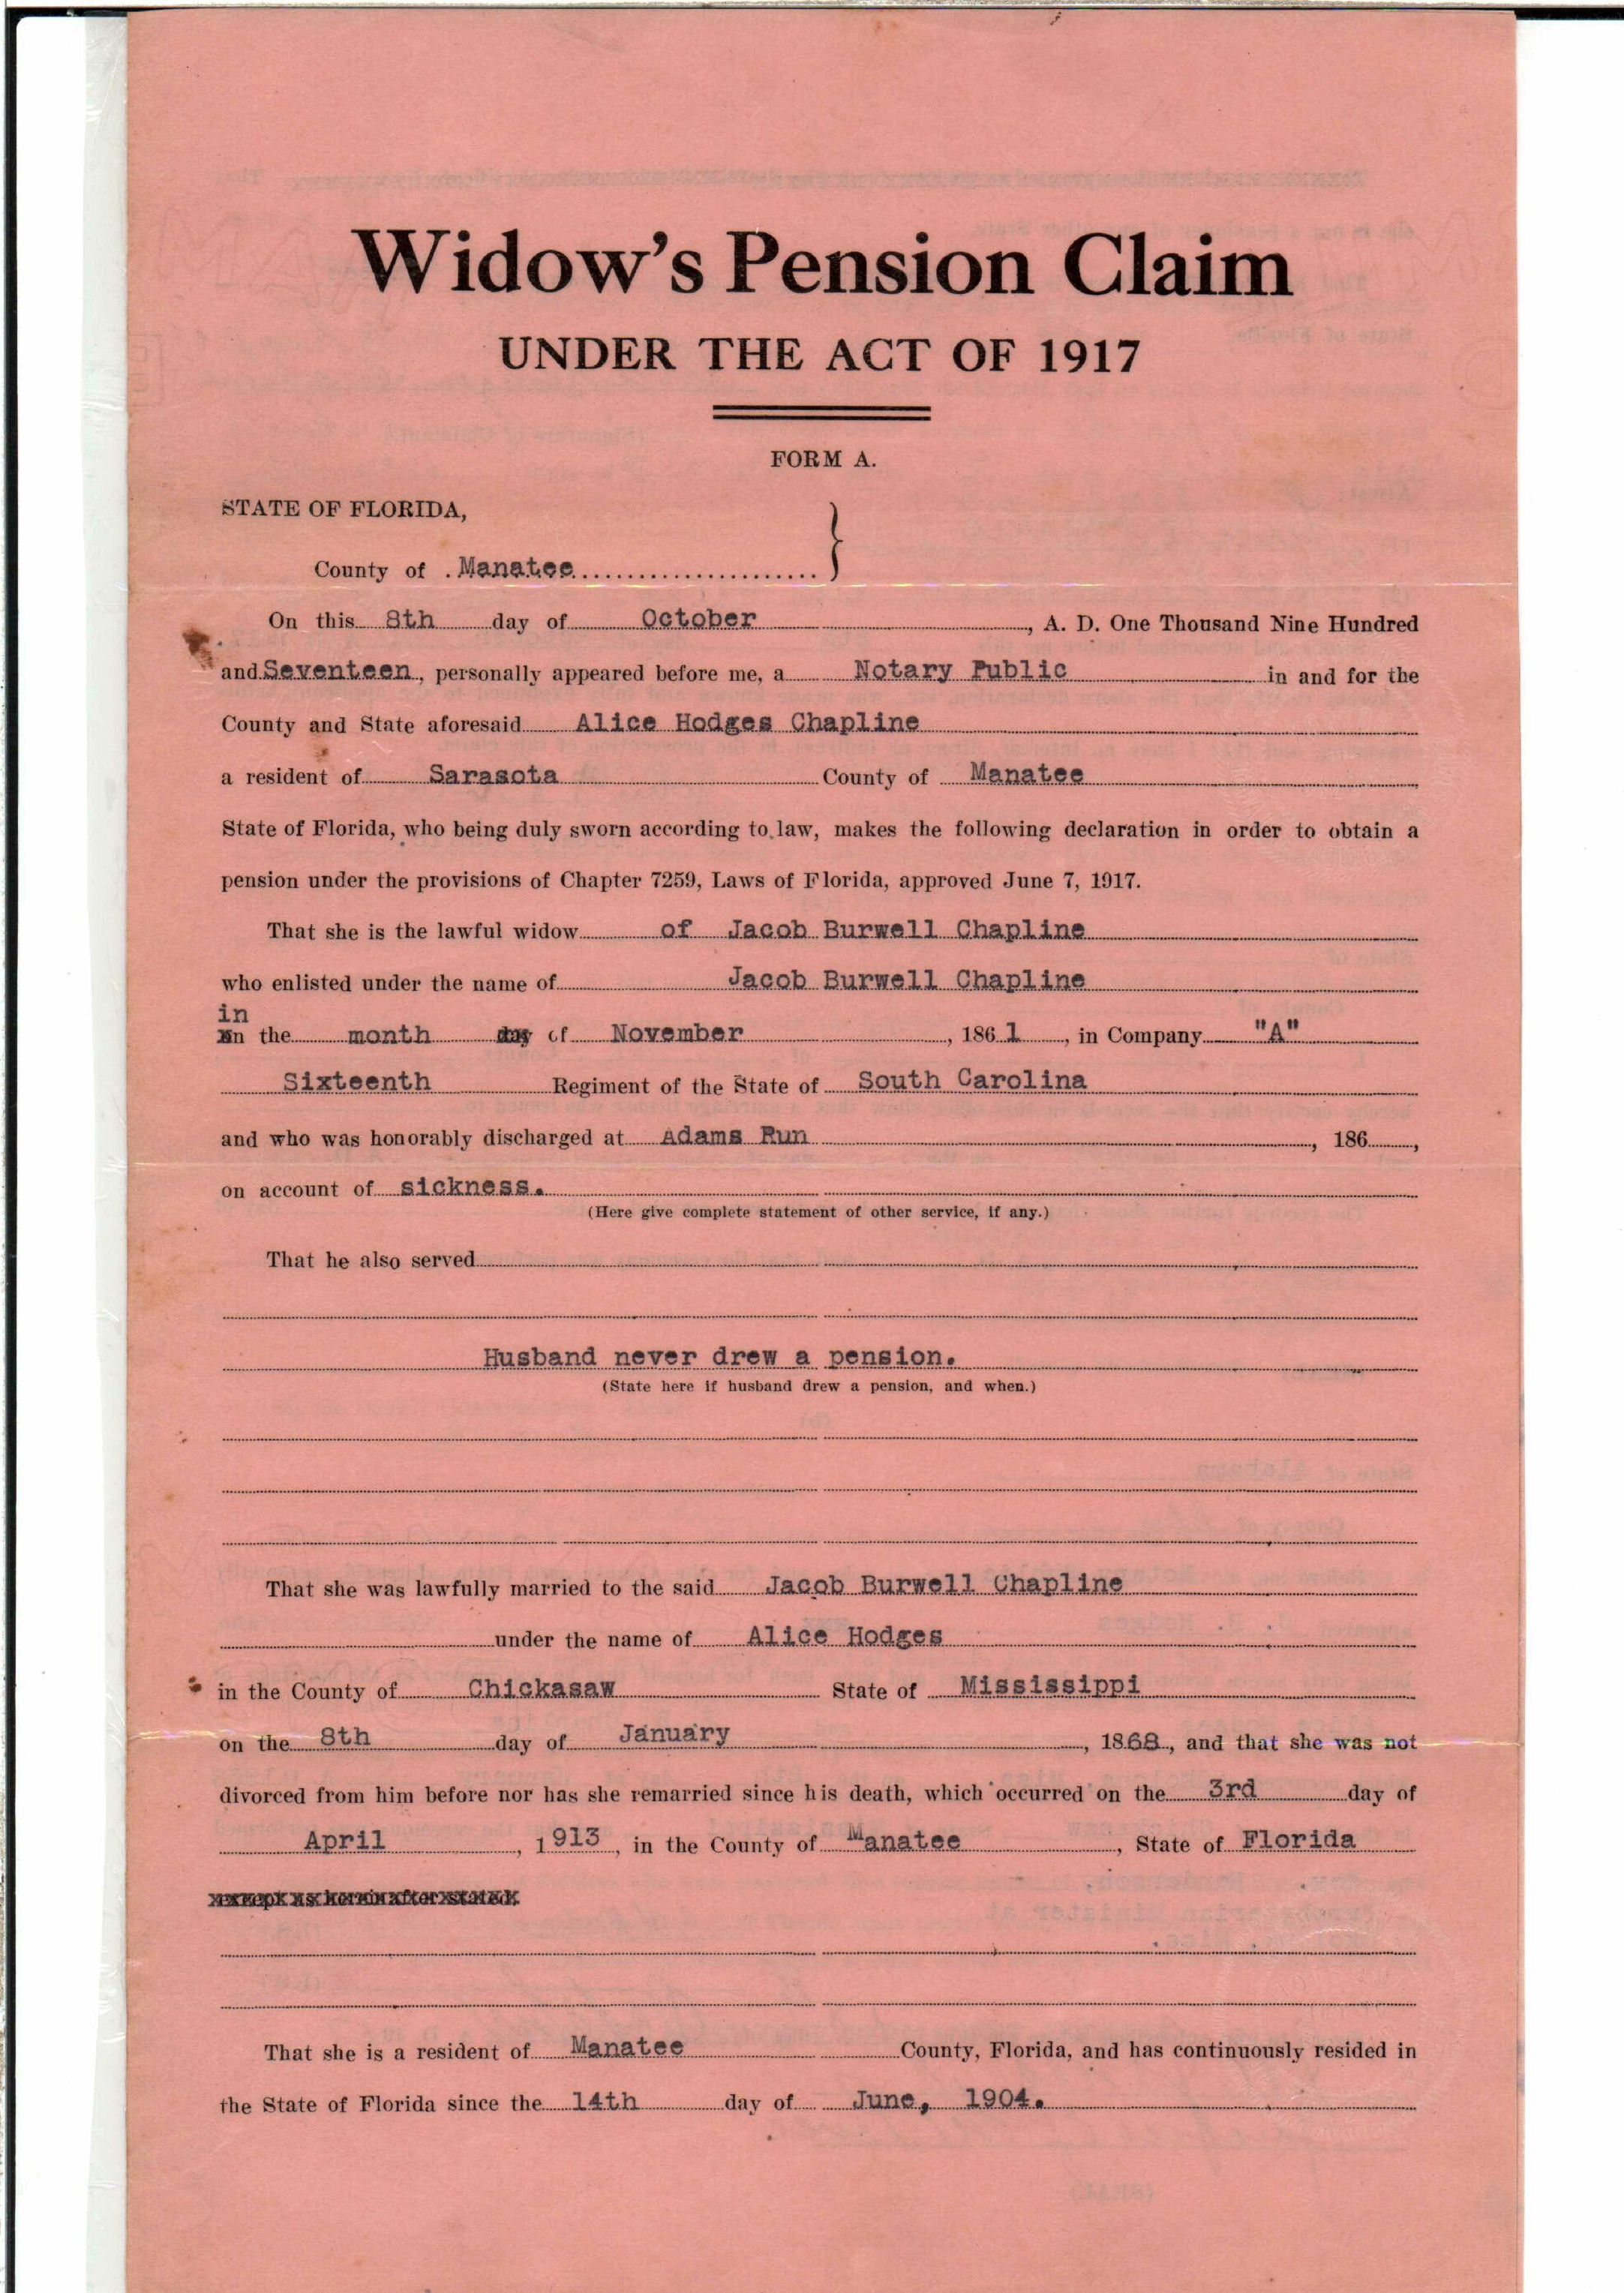 Widow's Pension Claim
UNDER THE ACT OF 1917
FORM A.
STATE OF FLORIDA,
County of Manatee
On this 8th day of October, A. D. One Thousand Nine Hundred
and Seventeen, personally appeared before me, a Notary Public in and for the
County and State aforesaid Alice Hodges Chapline
a resident of Sarasota County of Manatee
State of Florida, who being duly sworn according to law, makes the following declaration in order to obtain a
pension under the provisions of Chapter 7259, Laws of Florida, approved June 7, 1917.
That she is the lawful widow of Jacob Burwell Chapline
who enlisted under the name of Jacob Burwell Chapline
in
the month day of November, 1861, in Company "A"
Sixteenth Regiment of the State of South Carolina
and who was honorably discharged at Adams Run, 186,
on account of sickness.
(Here give complete statement of other service, if any.)
That he also served
Husband never drew a pension.
(State here if husband drew a pension, and when.)
That she was lawfully married to the said Jacob Burwell Chapline
under the name of Alice Hodges
in the County of Chickasaw State of Mississippi
on the 8th day of January, 1868, and that she was not
divorced from him before nor has she remarried since his death, which occurred on the 3rd day of
April, 1913, in the County of Manatee, State of Florida
except as hereinafter stated
That she is a resident of Manatee County, Florida, and has continuously resided in
the State of Florida since the 14th day of June, 1904.